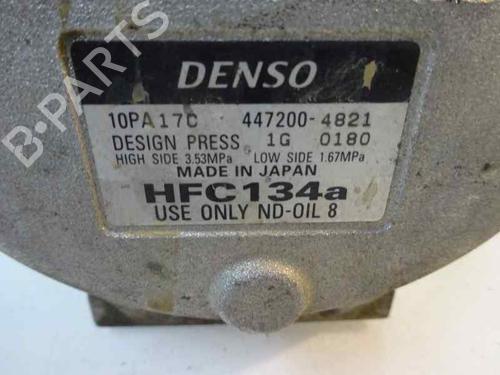 DENSO
10PA17C 447200-4821
DESIGN PRESS 1G 0180
HIGH SIDE 3.53MPa LOW SIDE 1.67MPa
MADE IN JAPAN
HFC134a
USE ONLY ND-OIL 8